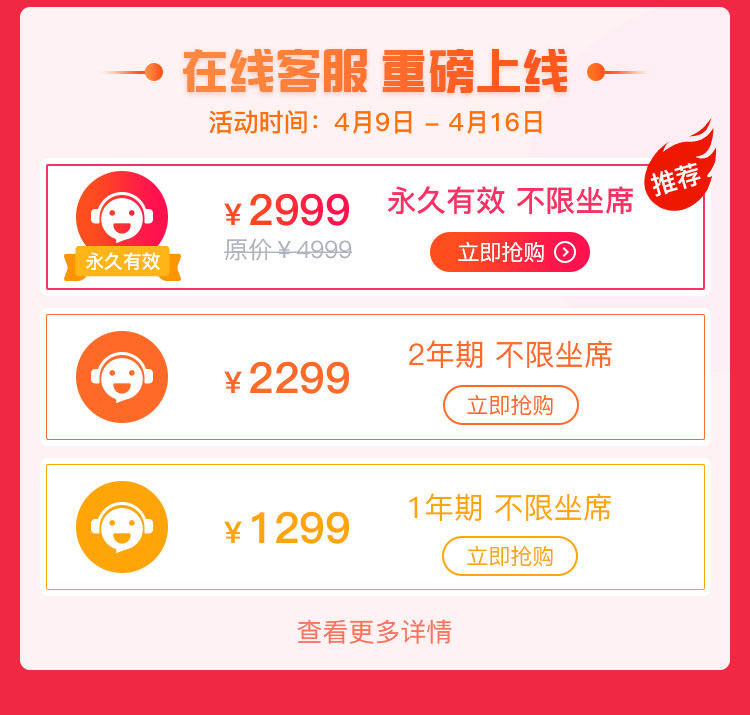 在线客服 重磅上线
活动时间：4月9日 – 4月16日
推荐
永久有效
¥2999
原价¥4999
永久有效 不限坐席
立即抢购
¥2299
2年期 不限坐席
立即抢购
¥1299
1年期 不限坐席
立即抢购
查看更多详情